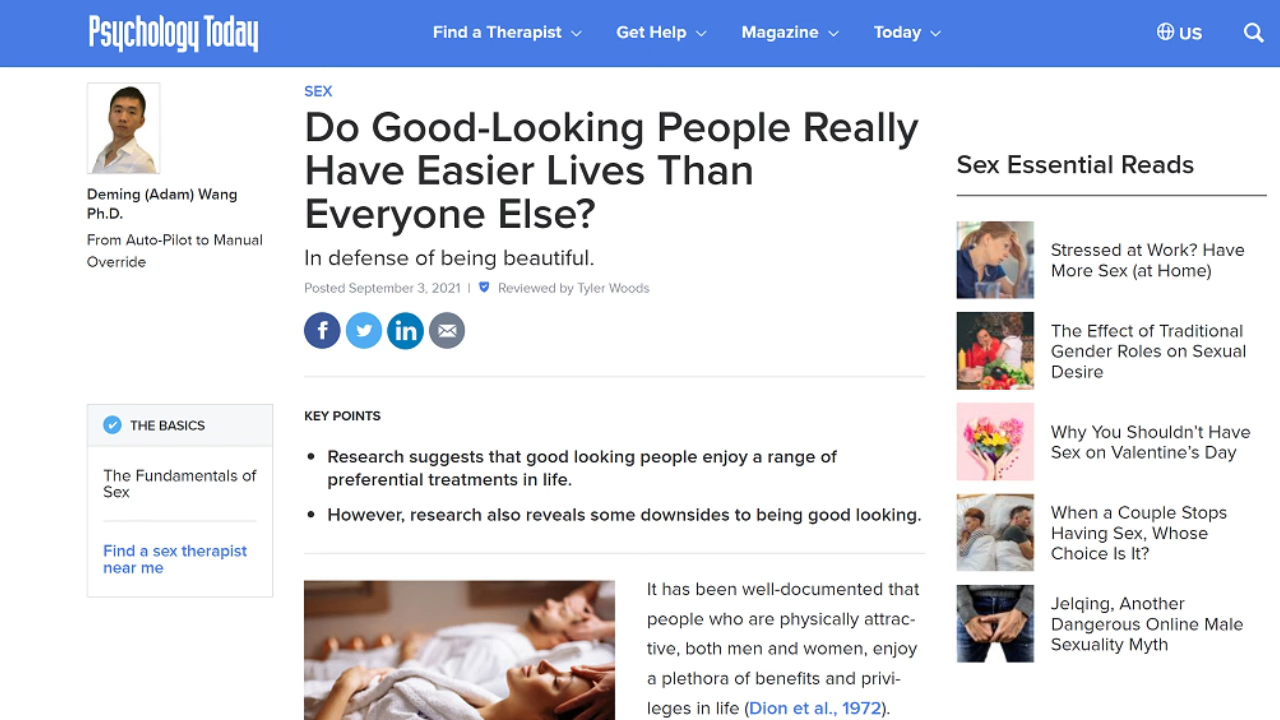 Psychology Today
Find a Therapist
Get Help
Magazine
Today
US
Deming (Adam) Wang
Ph.D.
From Auto-Pilot to Manual
Override
THE BASICS
The Fundamentals of
Sex
Find a sex therapist
near me
SEX
Do Good-Looking People Really
Have Easier Lives Than
Everyone Else?
In defense of being beautiful.
Posted September 3, 2021 | Reviewed by Tyler Woods
KEY POINTS
• Research suggests that good looking people enjoy a range of
preferential treatments in life.
• However, research also reveals some downsides to being good looking.
It has been well-documented that
people who are physically attrac-
tive, both men and women, enjoy
a plethora of benefits and privi-
leges in life (Dion et al., 1972).
Sex Essential Reads
Stressed at Work? Have
More Sex (at Home)
The Effect of Traditional
Gender Roles on Sexual
Desire
Why You Shouldn't Have
Sex on Valentine's Day
When a Couple Stops
Having Sex, Whose
Choice Is It?
Jelqing, Another
Dangerous Online Male
Sexuality Myth